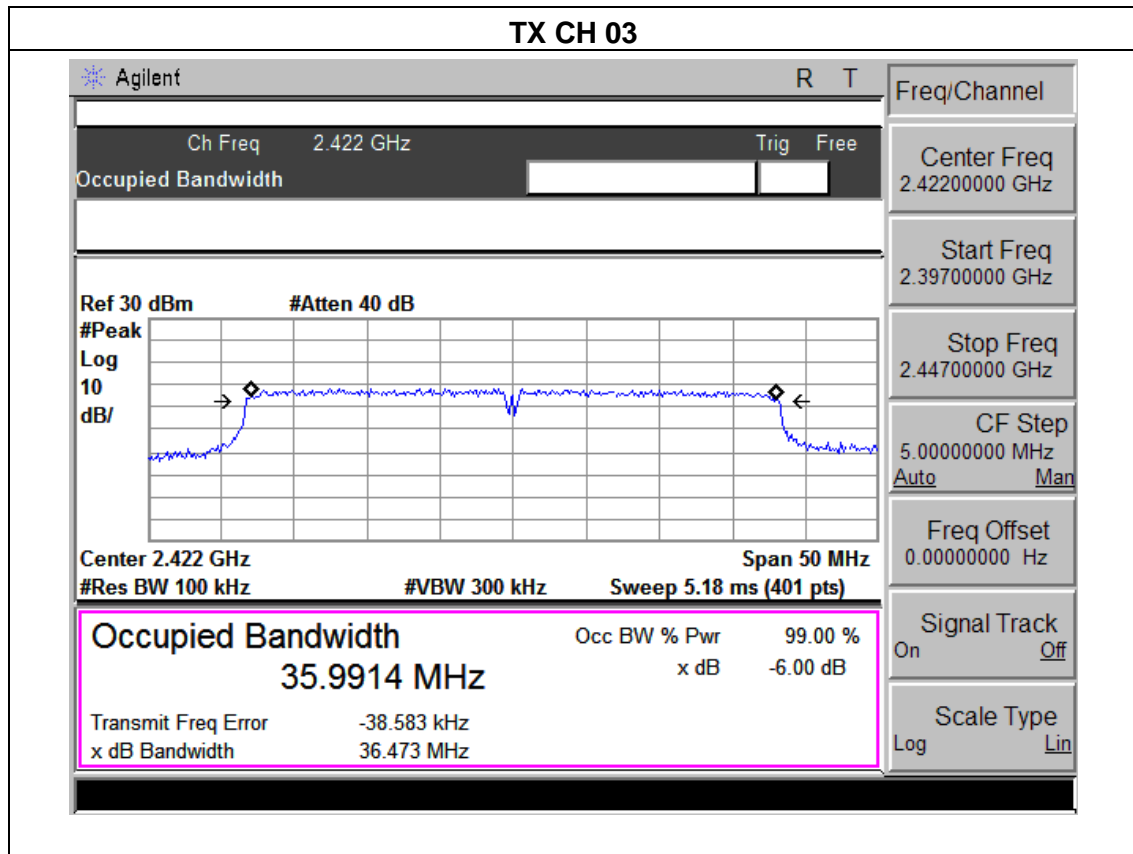 TX CH 03
Agilent R T
Ch Freq 2.422 GHz Trig Free
Occupied Bandwidth
Ref 30 dBm #Atten 40 dB
#Peak
Log
10
dB/
Center 2.422 GHz Span 50 MHz
#Res BW 100 kHz #VBW 300 kHz Sweep 5.18 ms (401 pts)
Occupied Bandwidth Occ BW % Pwr 99.00 %
35.9914 MHz x dB -6.00 dB
Transmit Freq Error -38.583 kHz
x dB Bandwidth 36.473 MHz
Freq/Channel
Center Freq
2.42200000 GHz
Start Freq
2.39700000 GHz
Stop Freq
2.44700000 GHz
CF Step
5.00000000 MHz
Auto Man
Freq Offset
0.00000000 Hz
Signal Track
On Off
Scale Type
Log Lin